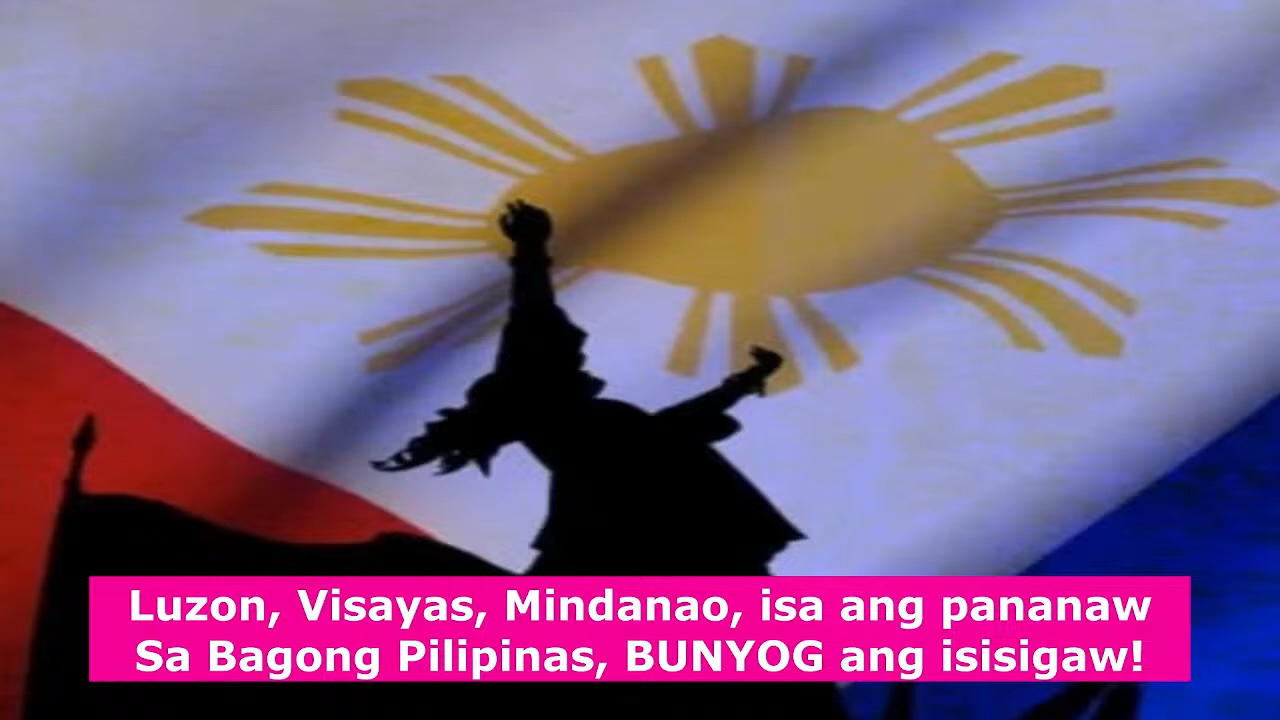 Luzon, Visayas, Mindanao, isa ang pananaw
Sa Bagong Pilipinas, BUNYOG ang isisigaw!